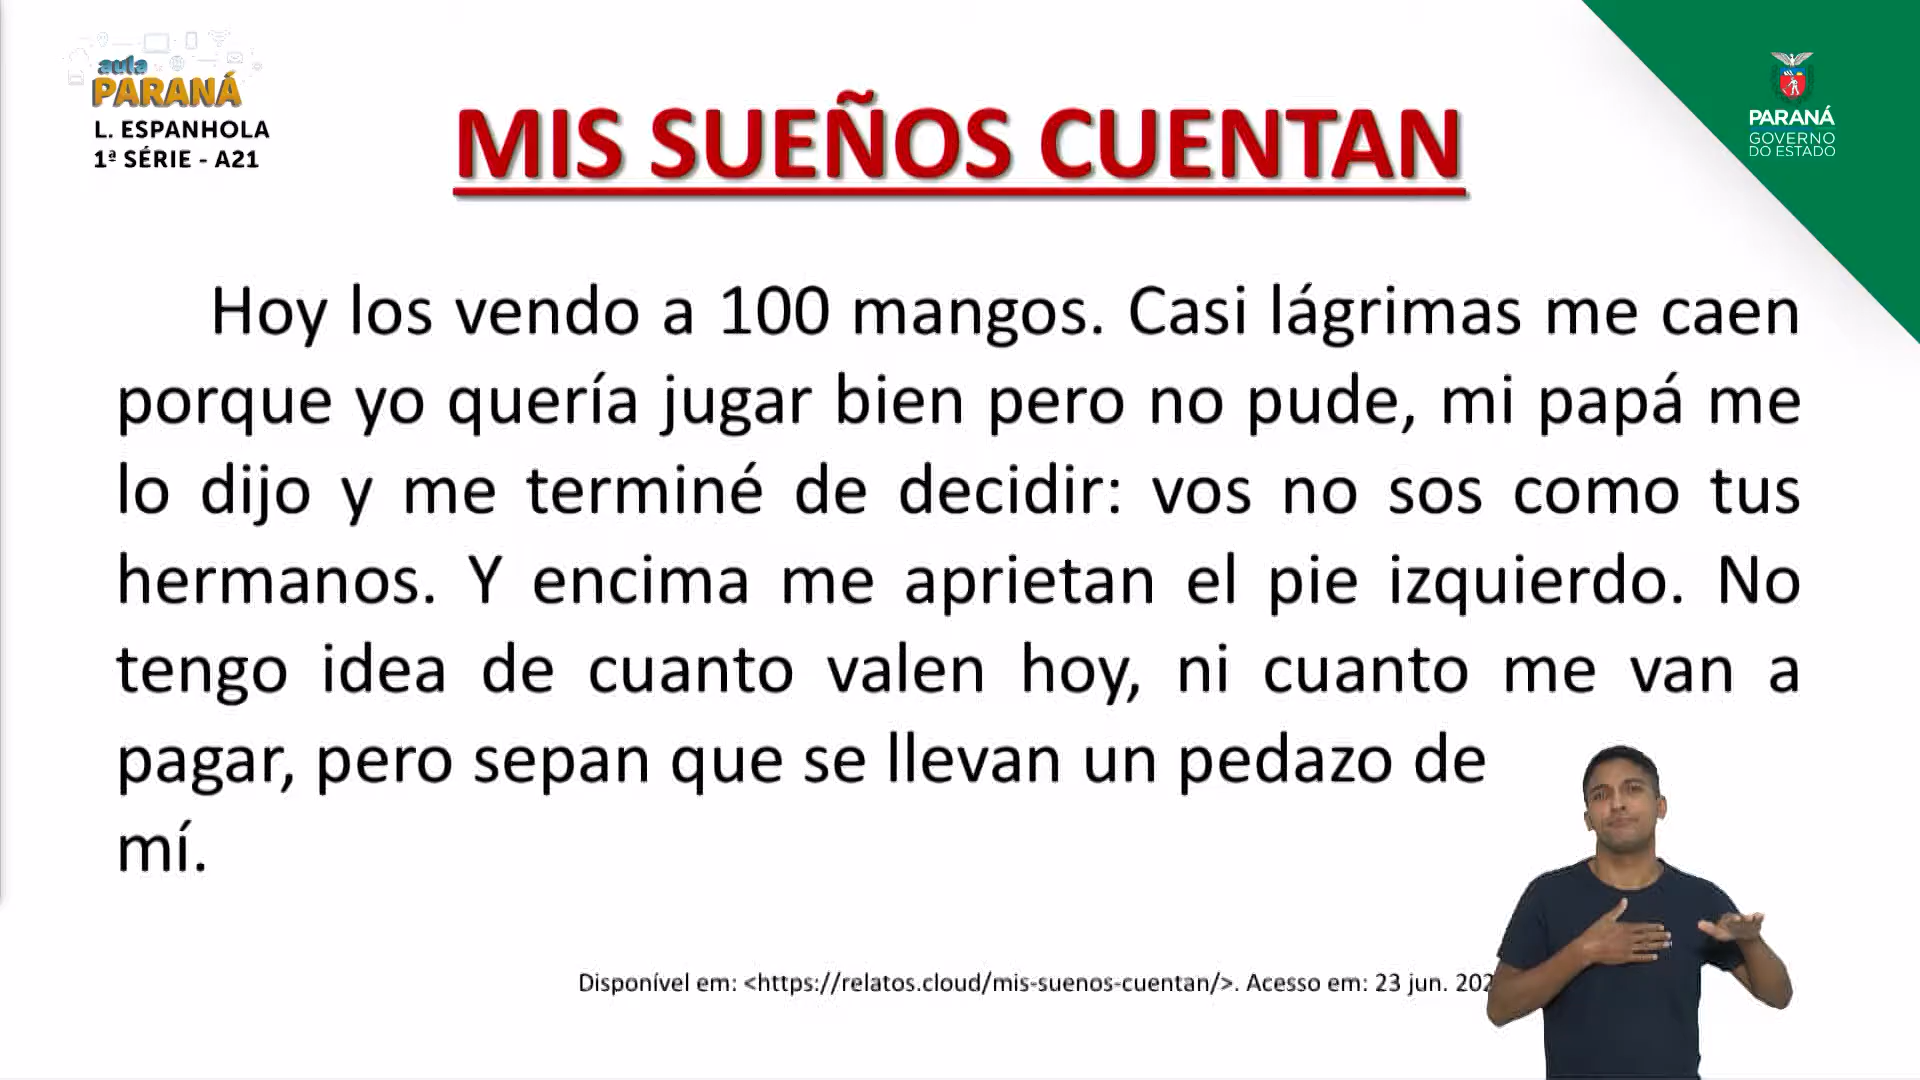 aula
PARANÁ
L. ESPANHOLA
1ª SÉRIE - A21
MIS SUEÑOS CUENTAN
PARANÁ
GOVERNO
DO ESTADO
Hoy los vendo a 100 mangos. Casi lágrimas me caen
porque yo quería jugar bien pero no pude, mi papá me
lo dijo y me terminé de decidir: vos no sos como tus
hermanos. Y encima me aprietan el pie izquierdo. No
tengo idea de cuanto valen hoy, ni cuanto me van a
pagar, pero sepan que se llevan un pedazo de
mí.
Disponível em: <https://relatos.cloud/mis-suenos-cuentan/>. Acesso em: 23 jun.